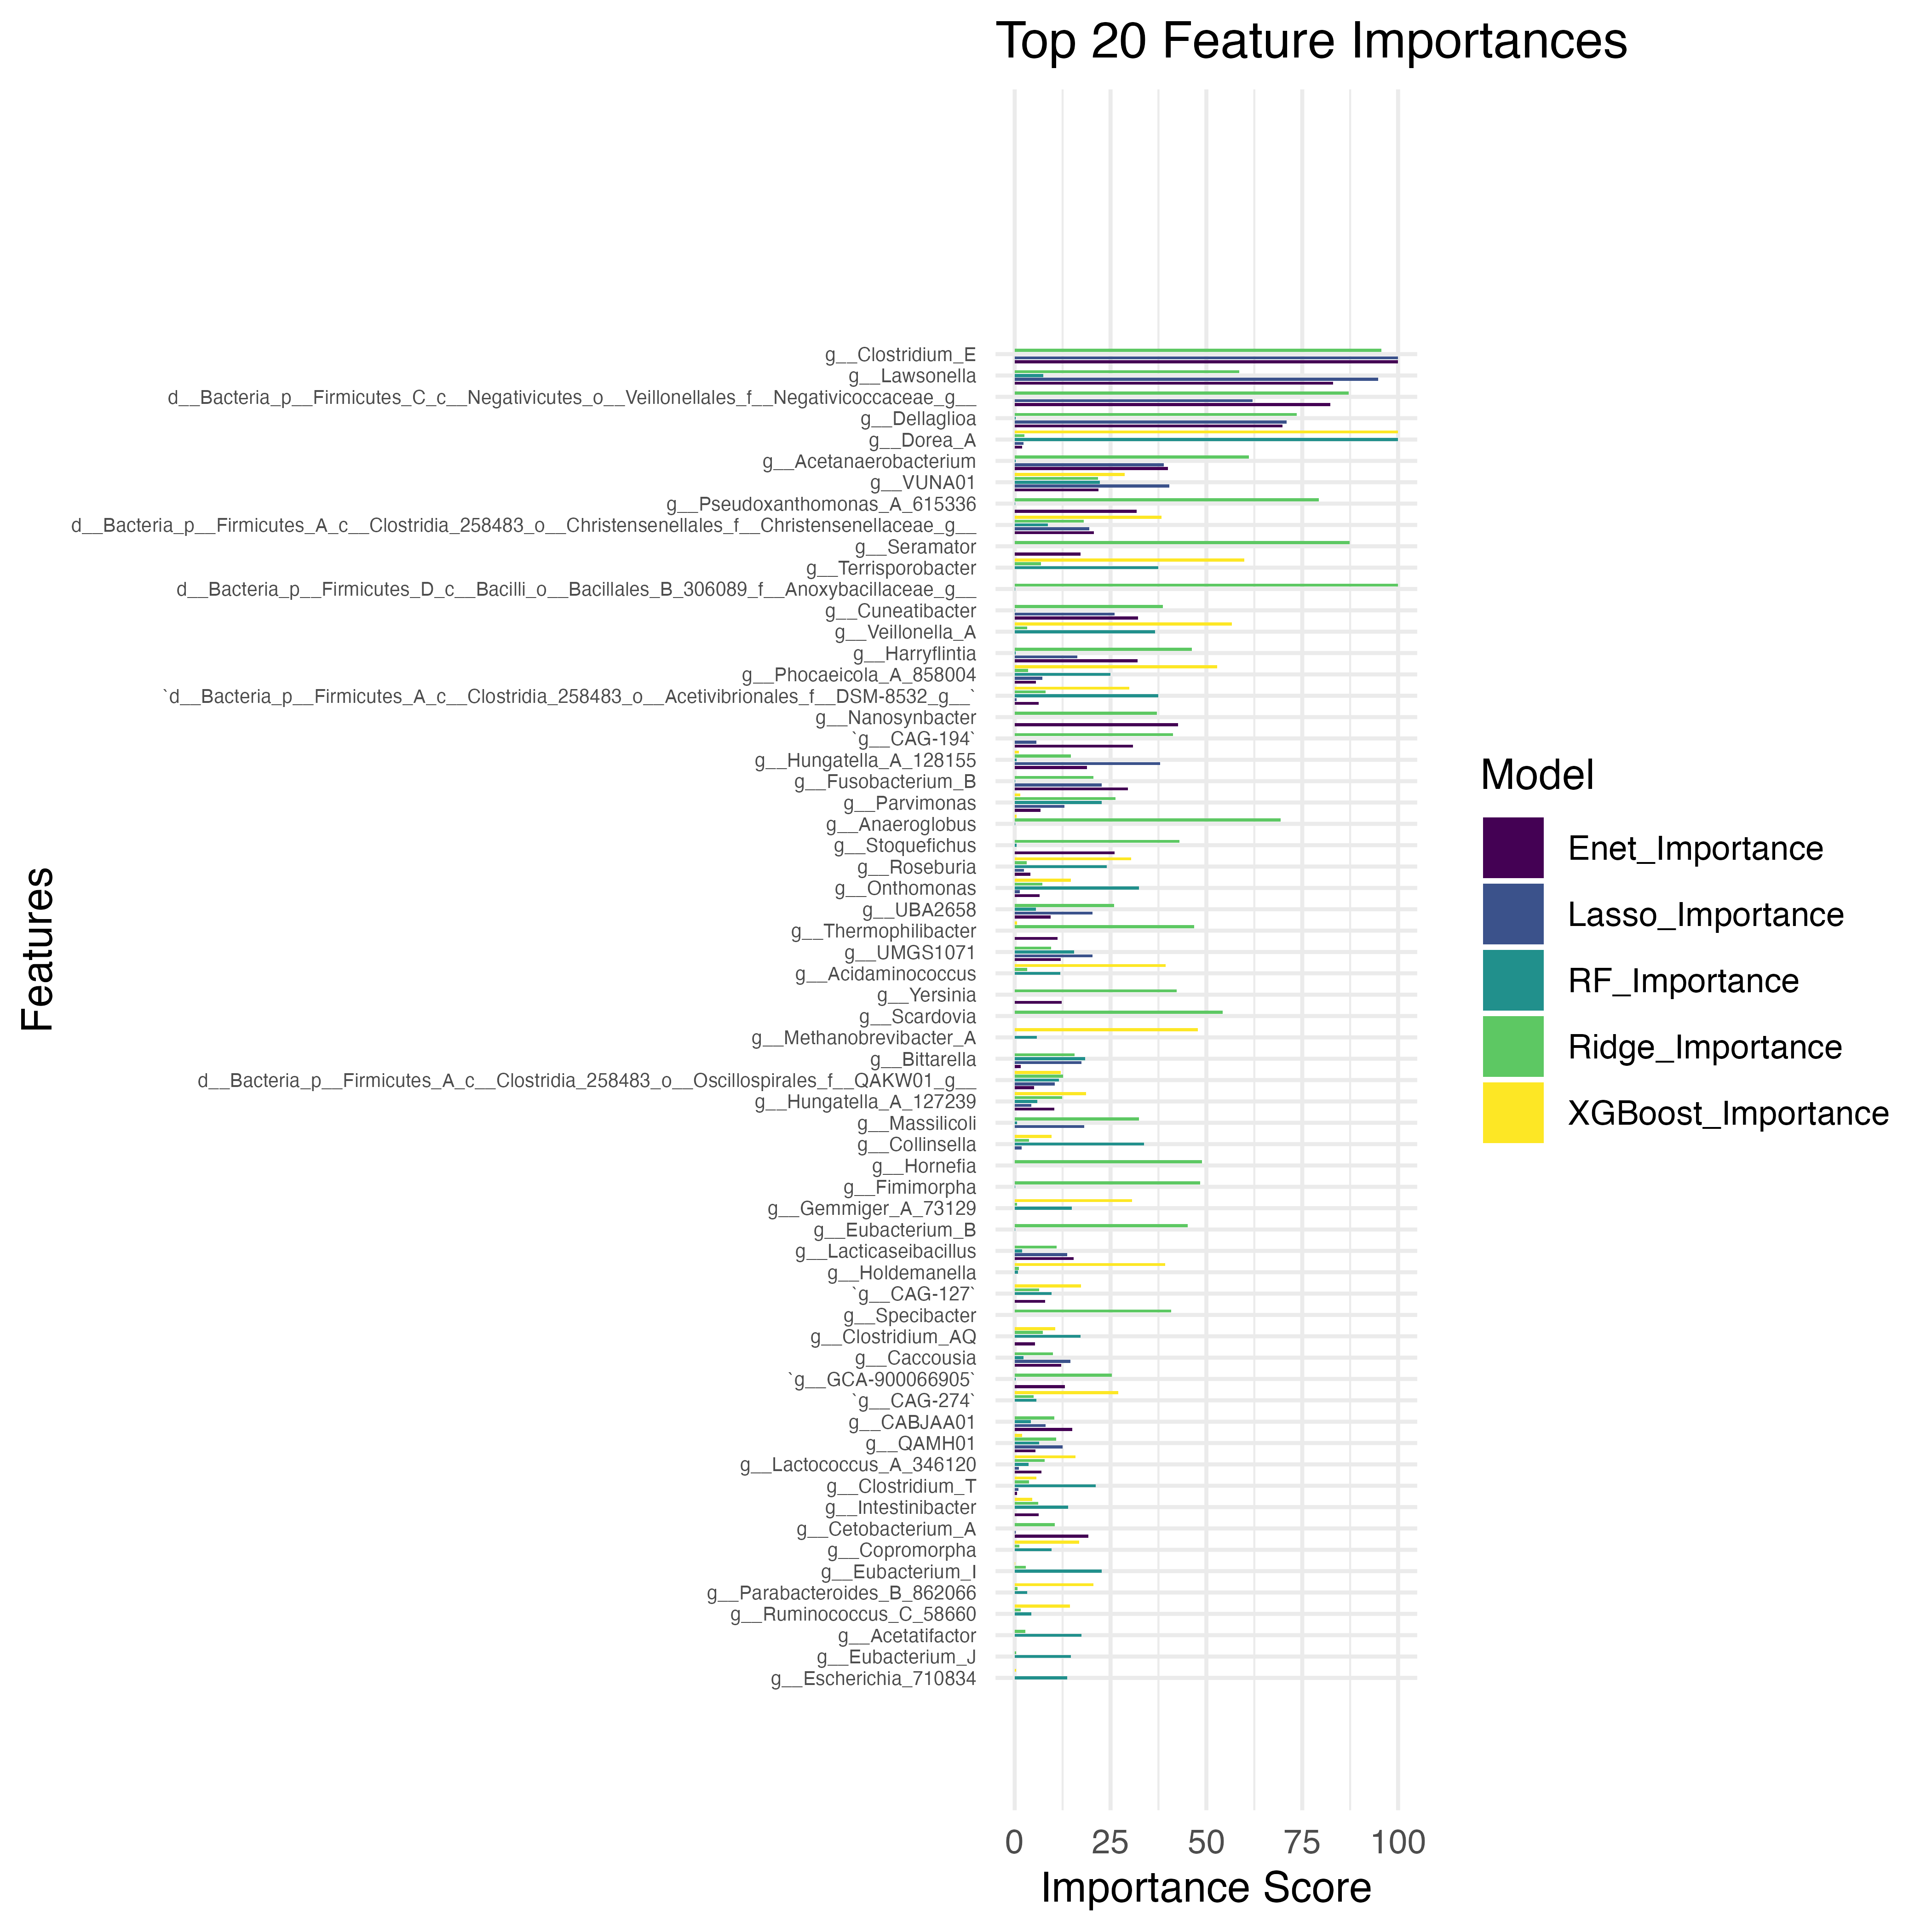 Top 20 Feature Importances
g__Clostridium_E
g__Lawsonella
d__Bacteria_p__Firmicutes_C_c__Negativicutes_o__Veillonellales_f__Negativicoccaceae_g__
g__Dellaglioa
g__Dorea_A
g__Acetanaerobacterium
g__VUNA01
g__Pseudoxanthomonas_A_615336
d__Bacteria_p__Firmicutes_A_c__Clostridia_258483_o__Christensenellales_f__Christensenellaceae_g__
g__Seramator
g__Terrisporobacter
d__Bacteria_p__Firmicutes_D_c__Bacilli_o__Bacillales_B_306089_f__Anoxybacillaceae_g__
g__Cuneatibacter
g__Veillonella_A
g__Harryflintia
g__Phocaeicola_A_858004
`d__Bacteria_p__Firmicutes_A_c__Clostridia_258483_o__Acetivibrionales_f__DSM-8532_g__`
g__Nanosynbacter
`g__CAG-194`
g__Hungatella_A_128155
g__Fusobacterium_B
g__Parvimonas
g__Anaeroglobus
g__Stoquefichus
g__Roseburia
g__Onthomonas
g__UBA2658
g__Thermophilibacter
g__UMGS1071
g__Acidaminococcus
g__Yersinia
g__Scardovia
g__Methanobrevibacter_A
g__Bittarella
d__Bacteria_p__Firmicutes_A_c__Clostridia_258483_o__Oscillospirales_f__QAKW01_g__
g__Hungatella_A_127239
g__Massilicoli
g__Collinsella
g__Hornefia
g__Fimimorpha
g__Gemmiger_A_73129
g__Eubacterium_B
g__Lacticaseibacillus
g__Holdemanella
`g__CAG-127`
g__Specibacter
g__Clostridium_AQ
g__Caccousia
`g__GCA-900066905`
`g__CAG-274`
g__CABJAA01
g__QAMH01
g__Lactococcus_A_346120
g__Clostridium_T
g__Intestinibacter
g__Cetobacterium_A
g__Copromorpha
g__Eubacterium_I
g__Parabacteroides_B_862066
g__Ruminococcus_C_58660
g__Acetatifactor
g__Eubacterium_J
g__Escherichia_710834
Features
0 25 50 75 100
Importance Score
Model
Enet_Importance
Lasso_Importance
RF_Importance
Ridge_Importance
XGBoost_Importance